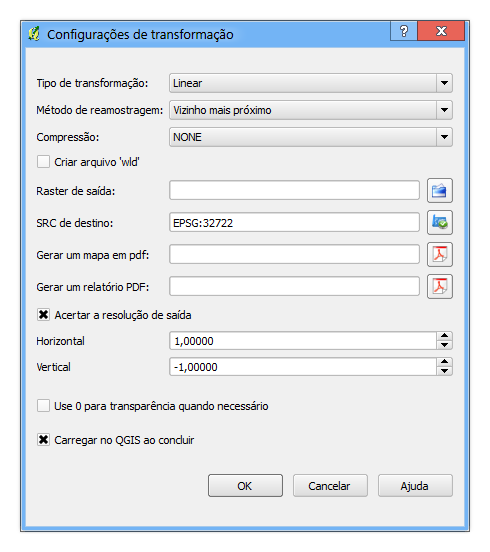 Configurações de transformação
? X
Tipo de transformação: Linear
Método de reamostragem: Vizinho mais próximo
Compressão: NONE
Criar arquivo 'wld'
Raster de saída:
SRC de destino: EPSG:32722
Gerar um mapa em pdf:
Gerar um relatório PDF:
Acertar a resolução de saída
Horizontal 1,00000
Vertical -1,00000
Use 0 para transparência quando necessário
Carregar no QGIS ao concluir
OK Cancelar Ajuda